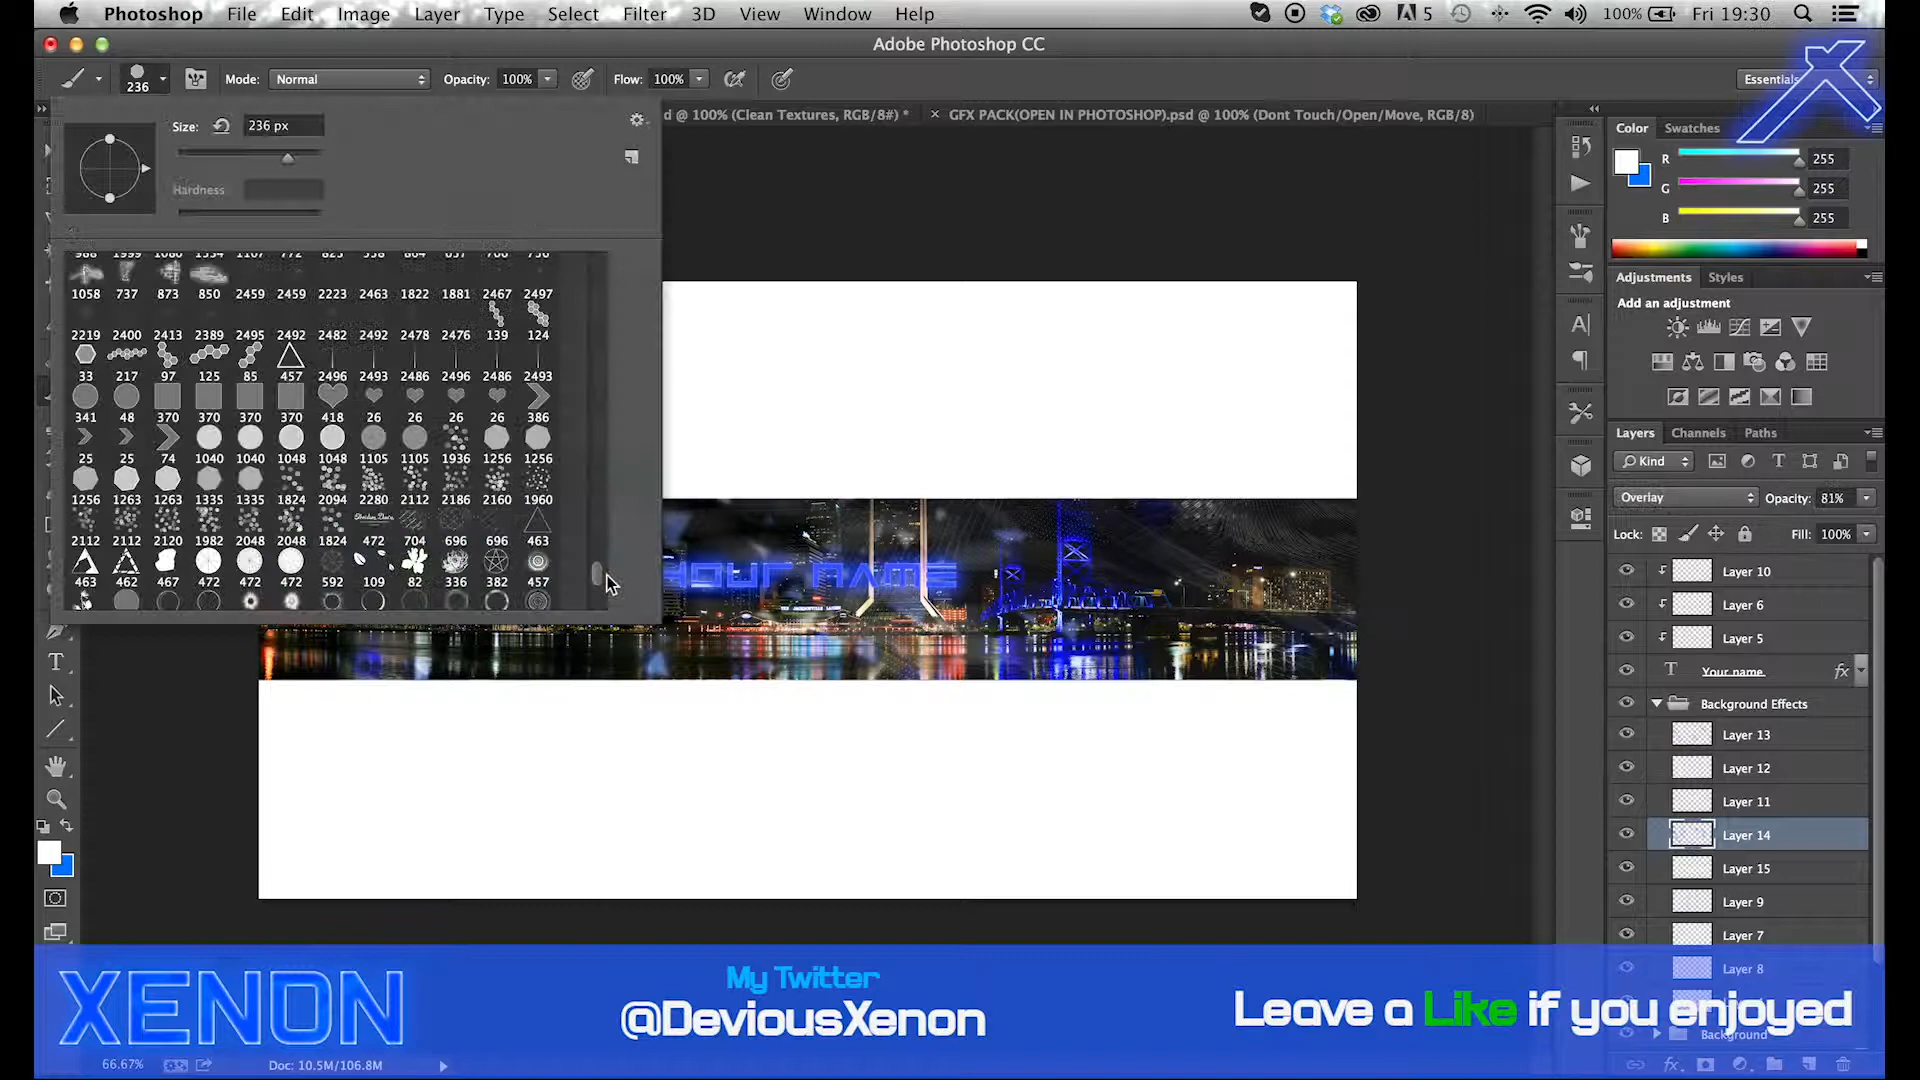 Photoshop File Edit Image Layer Type Select Filter 3D View Window Help 5 100% Fri 19:30
Adobe Photoshop CC
236 Mode: Normal Opacity: 100% Flow: 100% Essentials
d @ 100% (Clean Textures, RGB/8#) * GFX PACK(OPEN IN PHOTOSHOP).psd @ 100% (Dont Touch/Open/Move, RGB/8)
Size: 236 px
Hardness
1058 737 873 850 2459 2459 2223 2463 1822 1881 2467 2497
2219 2400 2413 2389 2495 2492 2482 2492 2478 2476 139 124
33 217 97 125 85 457 2496 2493 2486 2496 2486 2493
341 48 370 370 370 370 418 26 26 26 26 386
25 25 74 1040 1040 1048 1048 1105 1105 1936 1256 1256
1256 1263 1263 1335 1335 1824 2094 2280 2112 2186 2160 1960
2112 2112 2120 1982 2048 2048 1824 472 704 696 696 463
463 462 467 472 472 472 592 109 82 336 382 457
YOUR NAME
Color Swatches
R 255
G 255
B 255
Adjustments Styles
Add an adjustment
Layers Channels Paths
Kind
Overlay Opacity: 81%
Lock: Fill: 100%
Layer 10
Layer 6
Layer 5
Your name fx
Background Effects
Layer 13
Layer 12
Layer 11
Layer 14
Layer 15
Layer 9
Layer 7
Layer 8
Background
XENON
My Twitter
@DeviousXenon
Leave a Like if you enjoyed
66.67% Doc: 10.5M/106.8M